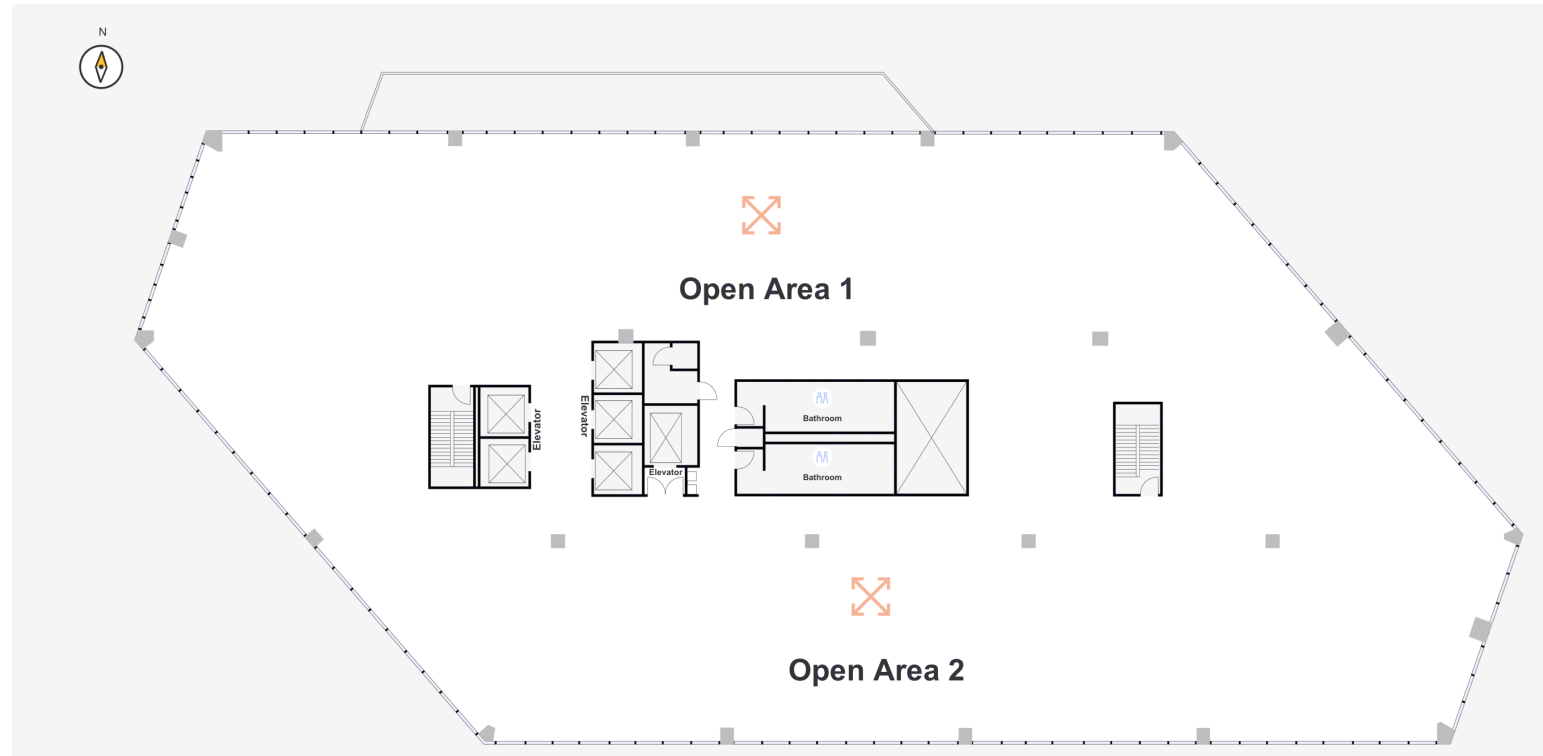 N
Open Area 1
Elevator
Elevator
Bathroom
Elevator
Bathroom
Open Area 2